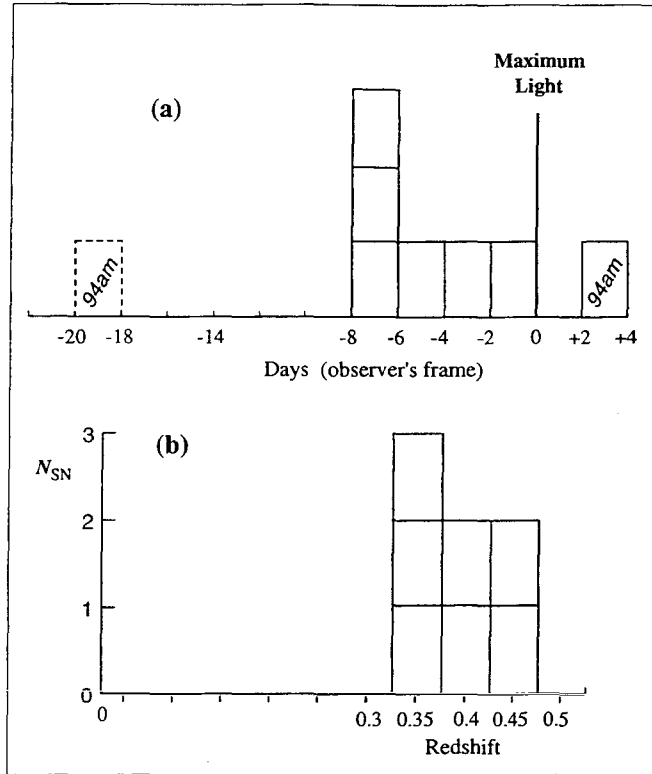 Maximum
Light
(a)
94am
94am
-20 -18 -14 -8 -6 -4 -2 0 +2 +4
Days (observer's frame)
(b)
3
N_SN
2
1
0
0 0.3 0.35 0.4 0.45 0.5
Redshift